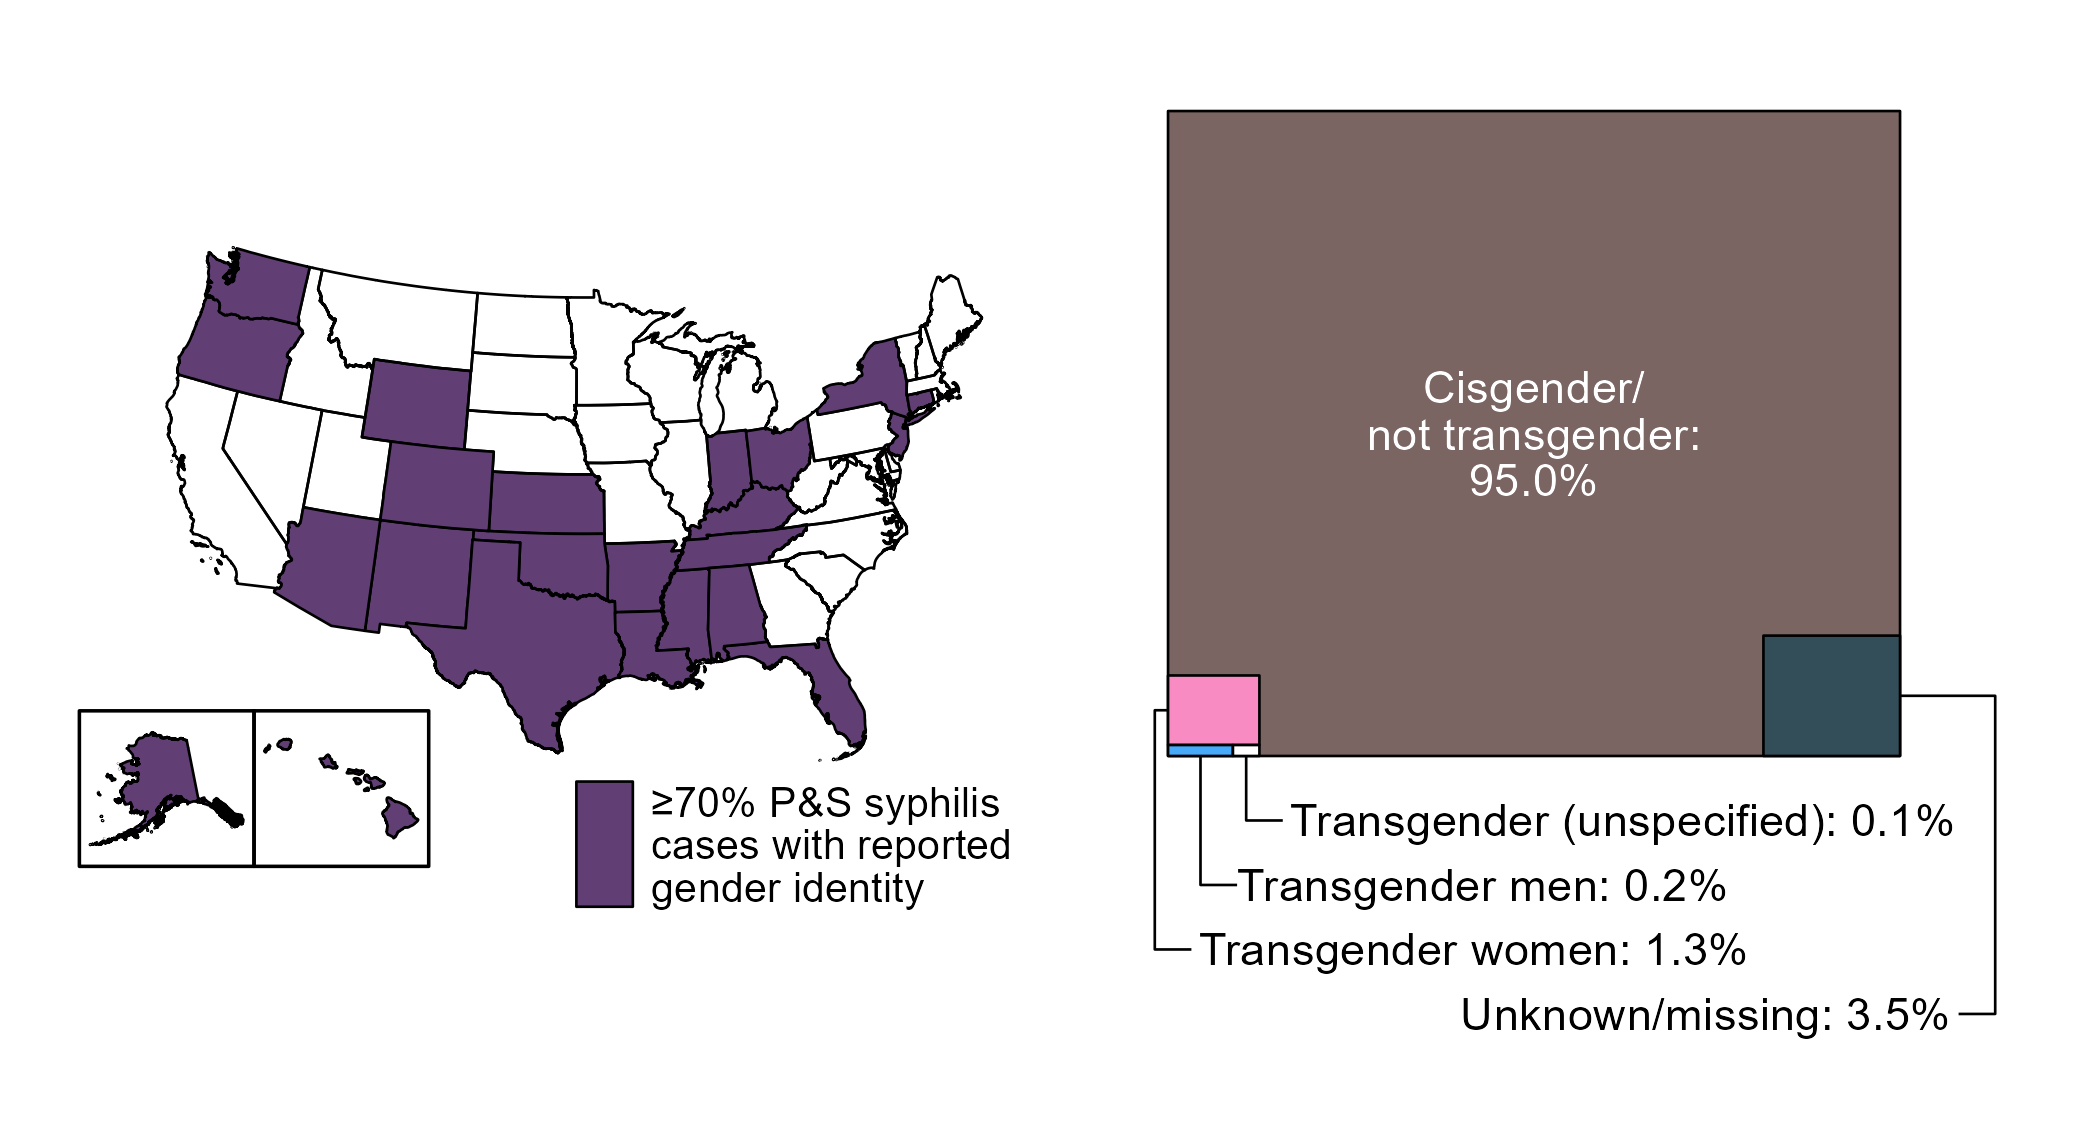 ≥70% P&S syphilis
cases with reported
gender identity
Cisgender/
not transgender:
95.0%
Transgender (unspecified): 0.1%
Transgender men: 0.2%
Transgender women: 1.3%
Unknown/missing: 3.5%